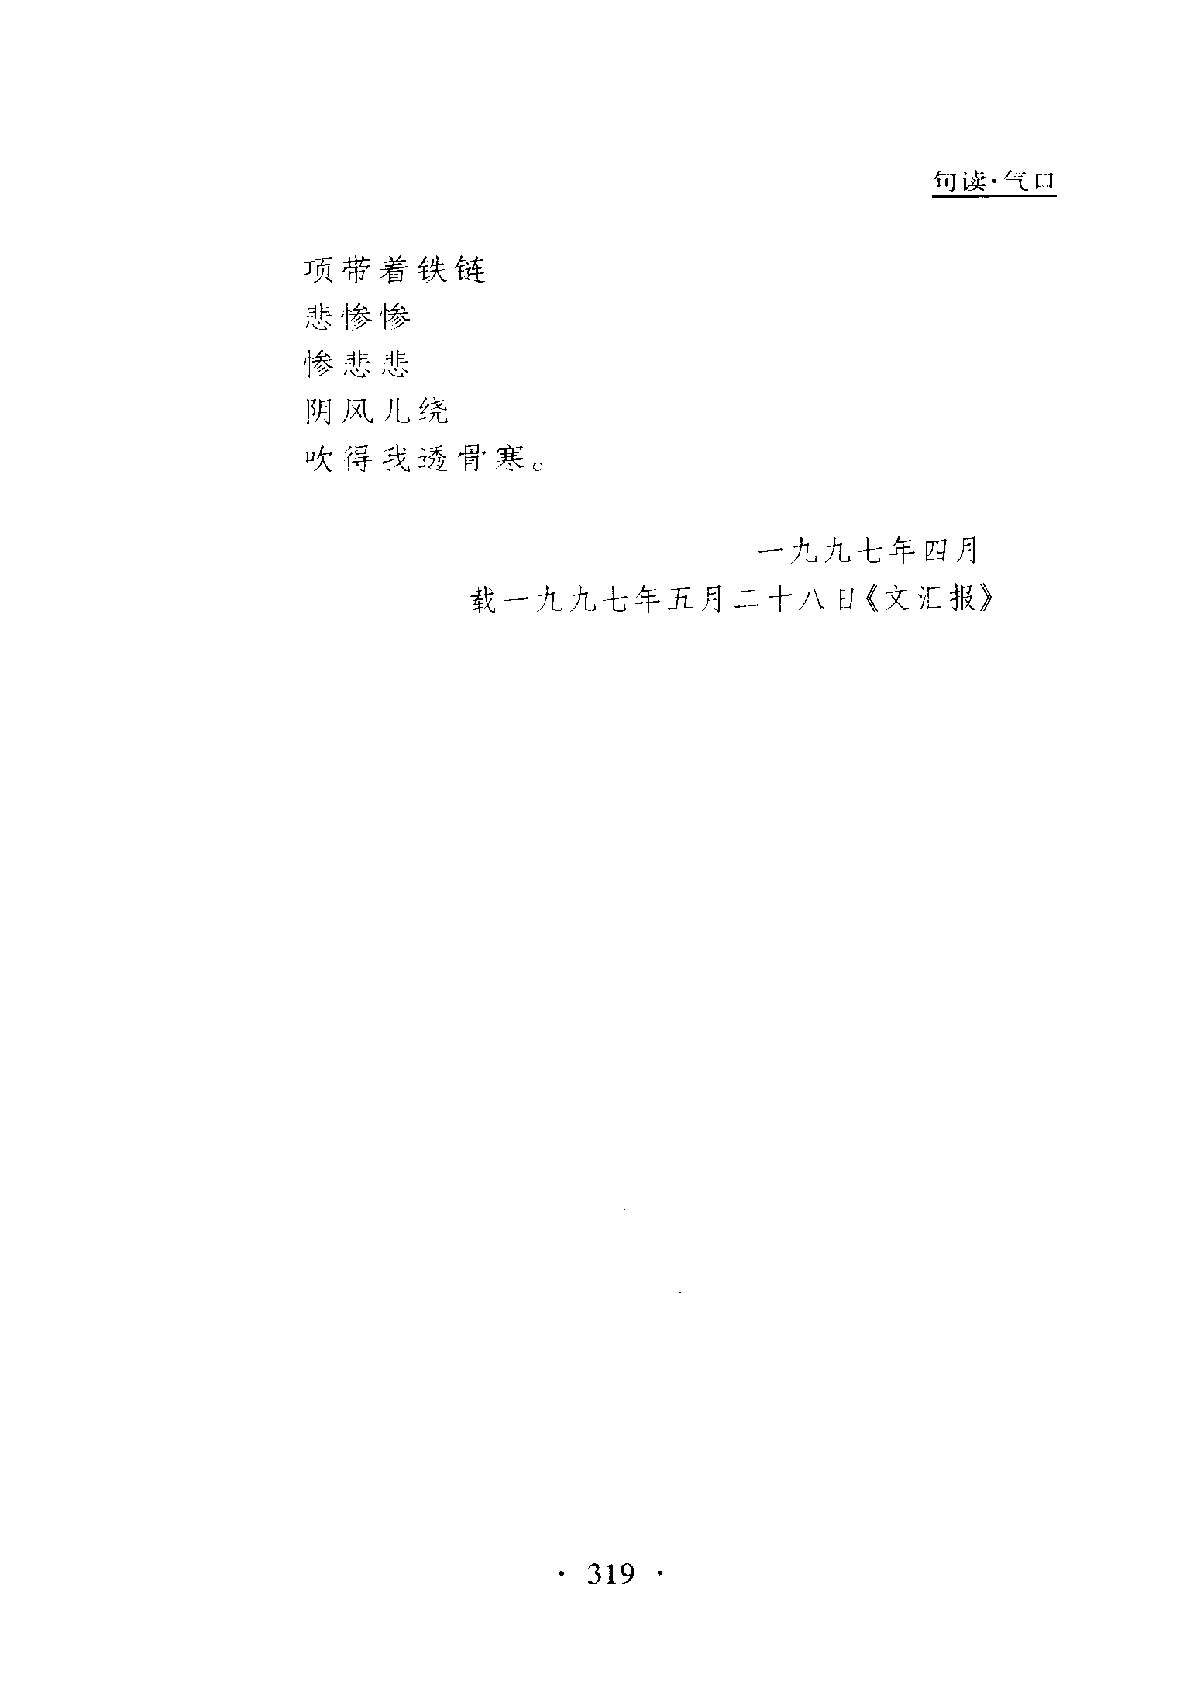 句读·气口
项带着铁链
悲惨惨
惨悲悲
阴风儿绕
吹得我透骨寒。
一九九七年四月
载一九九七年五月二十八日《文汇报》
· 319 ·